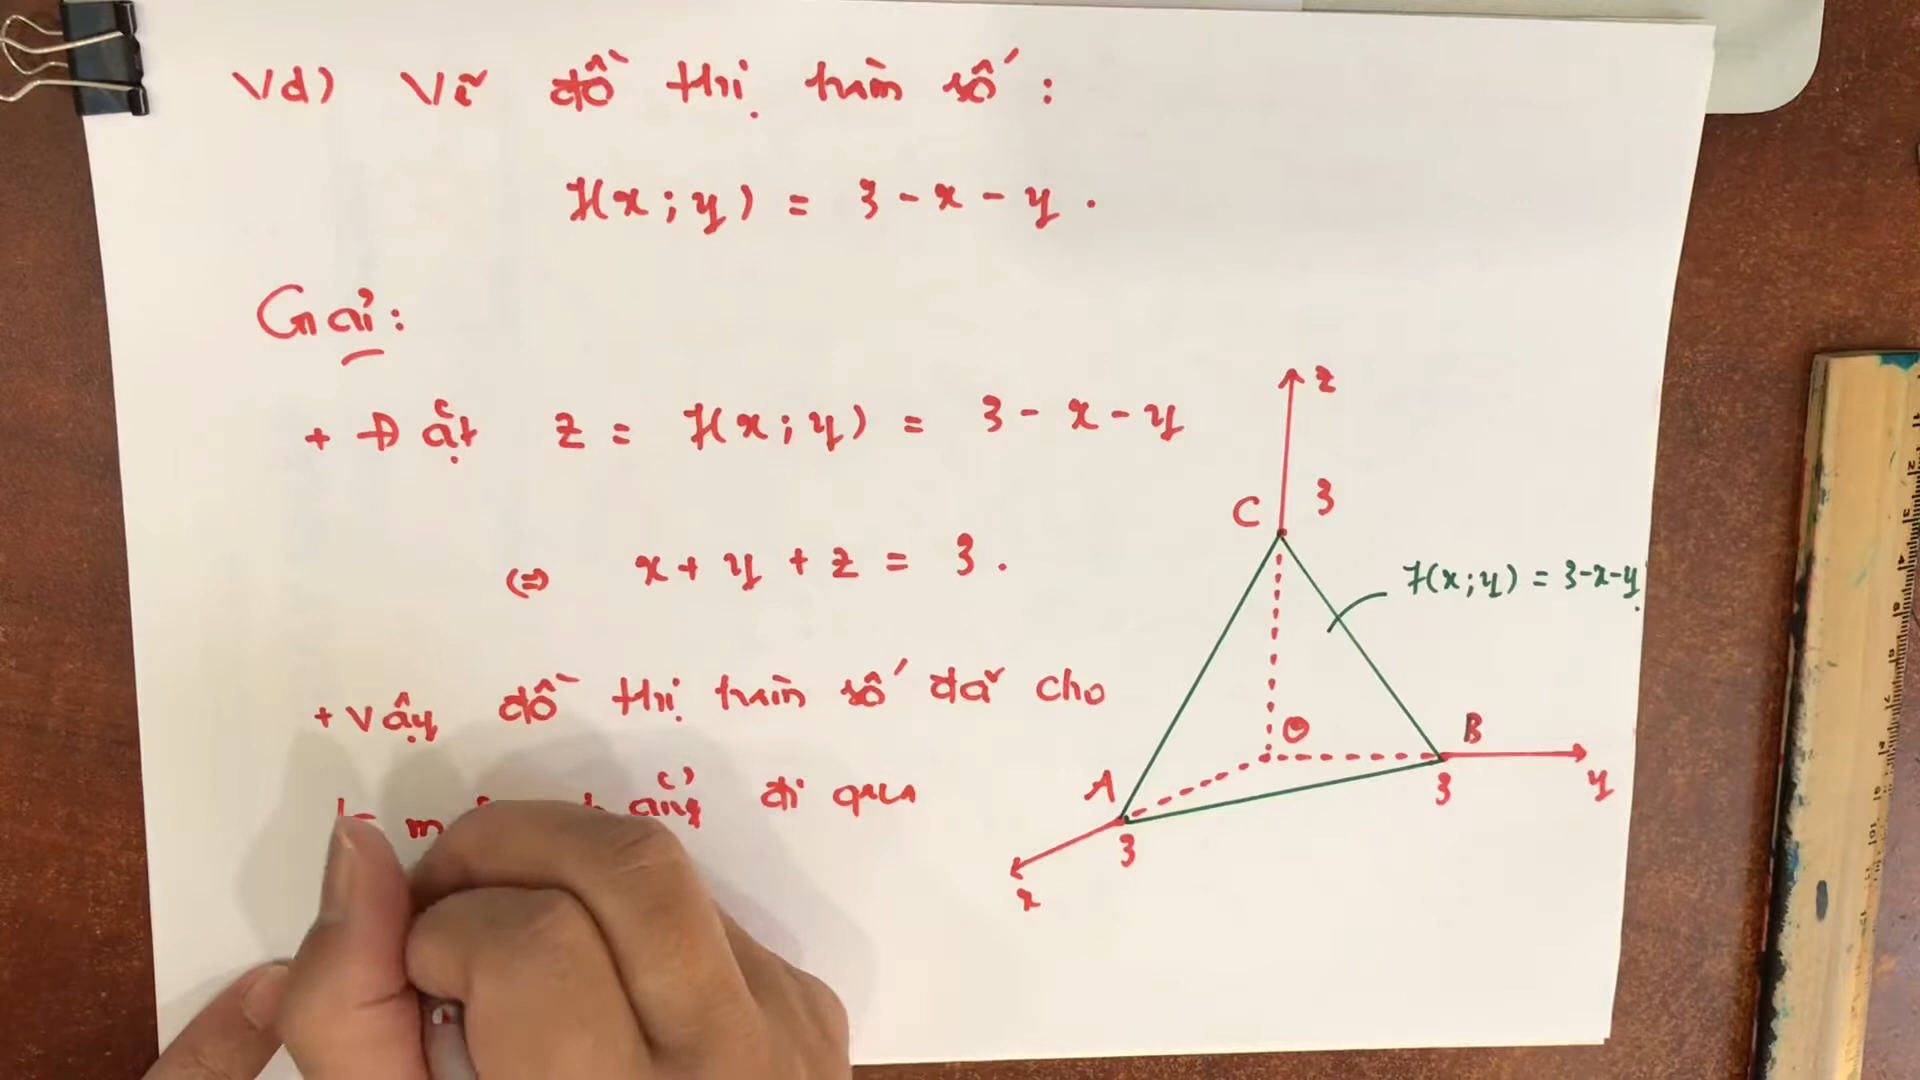 Vd) Vẽ đồ thị hàm số :
f(x ; y) = 3 - x - y .
Giải :
+ Đặt z = f(x ; y) = 3 - x - y
⇔ x + y + z = 3 .
+ Vậy đồ thị hàm số đã cho
đi qua
z
C 3
f(x ; y) = 3-x-y
O
B
A
3
y
3
x